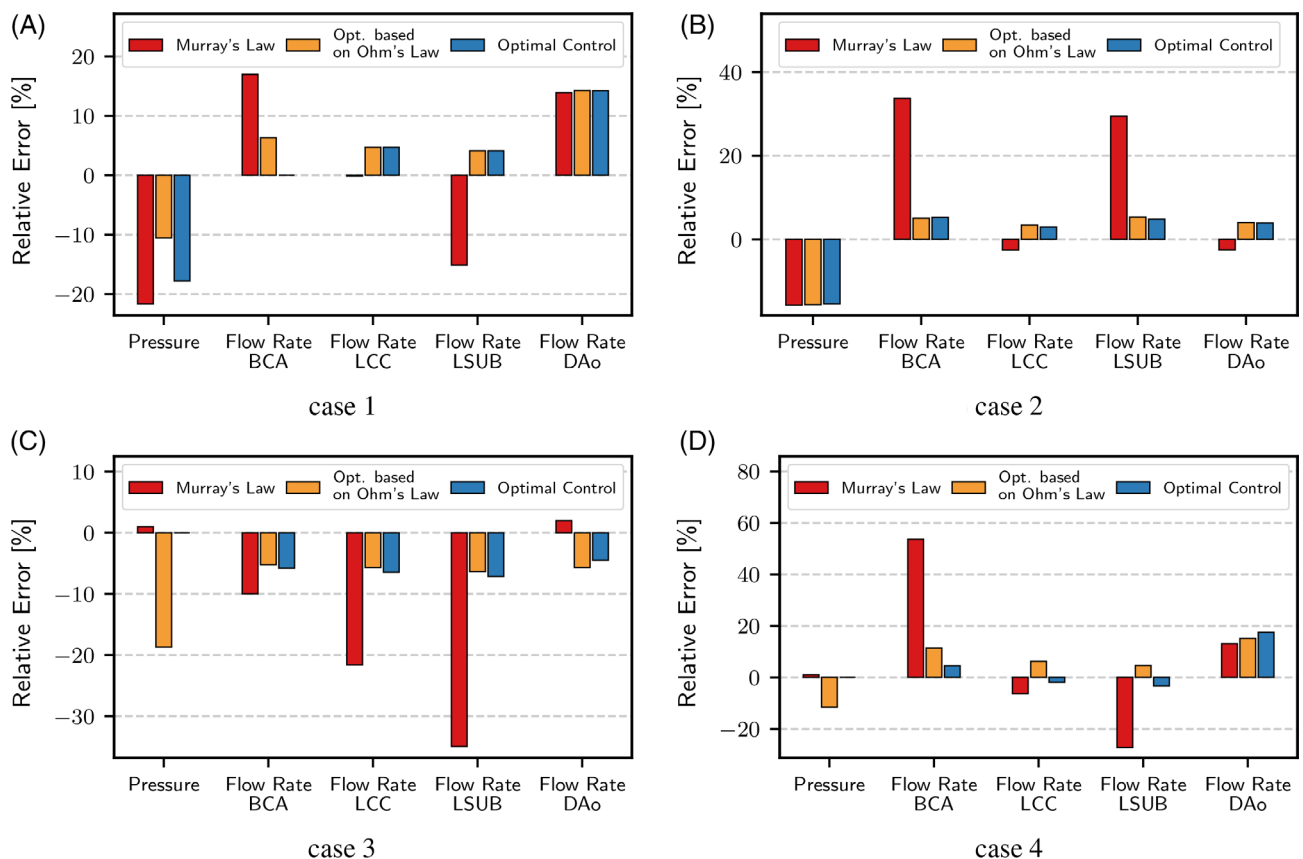 (A)
Murray's Law
Opt. based
on Ohm's Law
Optimal Control
Relative Error [%]
20
10
0
−10
−20
Pressure
Flow Rate
BCA
Flow Rate
LCC
Flow Rate
LSUB
Flow Rate
DAo
case 1
(B)
Murray's Law
Opt. based
on Ohm's Law
Optimal Control
Relative Error [%]
40
20
0
Pressure
Flow Rate
BCA
Flow Rate
LCC
Flow Rate
LSUB
Flow Rate
DAo
case 2
(C)
Murray's Law
Opt. based
on Ohm's Law
Optimal Control
Relative Error [%]
10
0
−10
−20
−30
Pressure
Flow Rate
BCA
Flow Rate
LCC
Flow Rate
LSUB
Flow Rate
DAo
case 3
(D)
Murray's Law
Opt. based
on Ohm's Law
Optimal Control
Relative Error [%]
80
60
40
20
0
−20
Pressure
Flow Rate
BCA
Flow Rate
LCC
Flow Rate
LSUB
Flow Rate
DAo
case 4